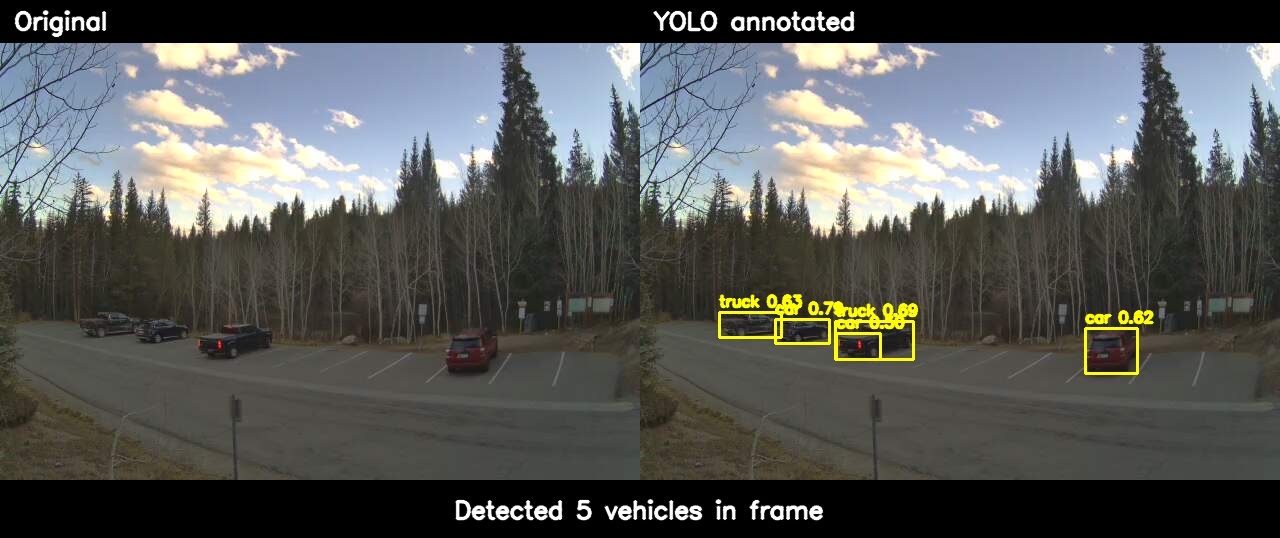 Original
YOLO annotated
truck 0.63
car 0.79
truck 0.69
car 0.50
car 0.62
Detected 5 vehicles in frame